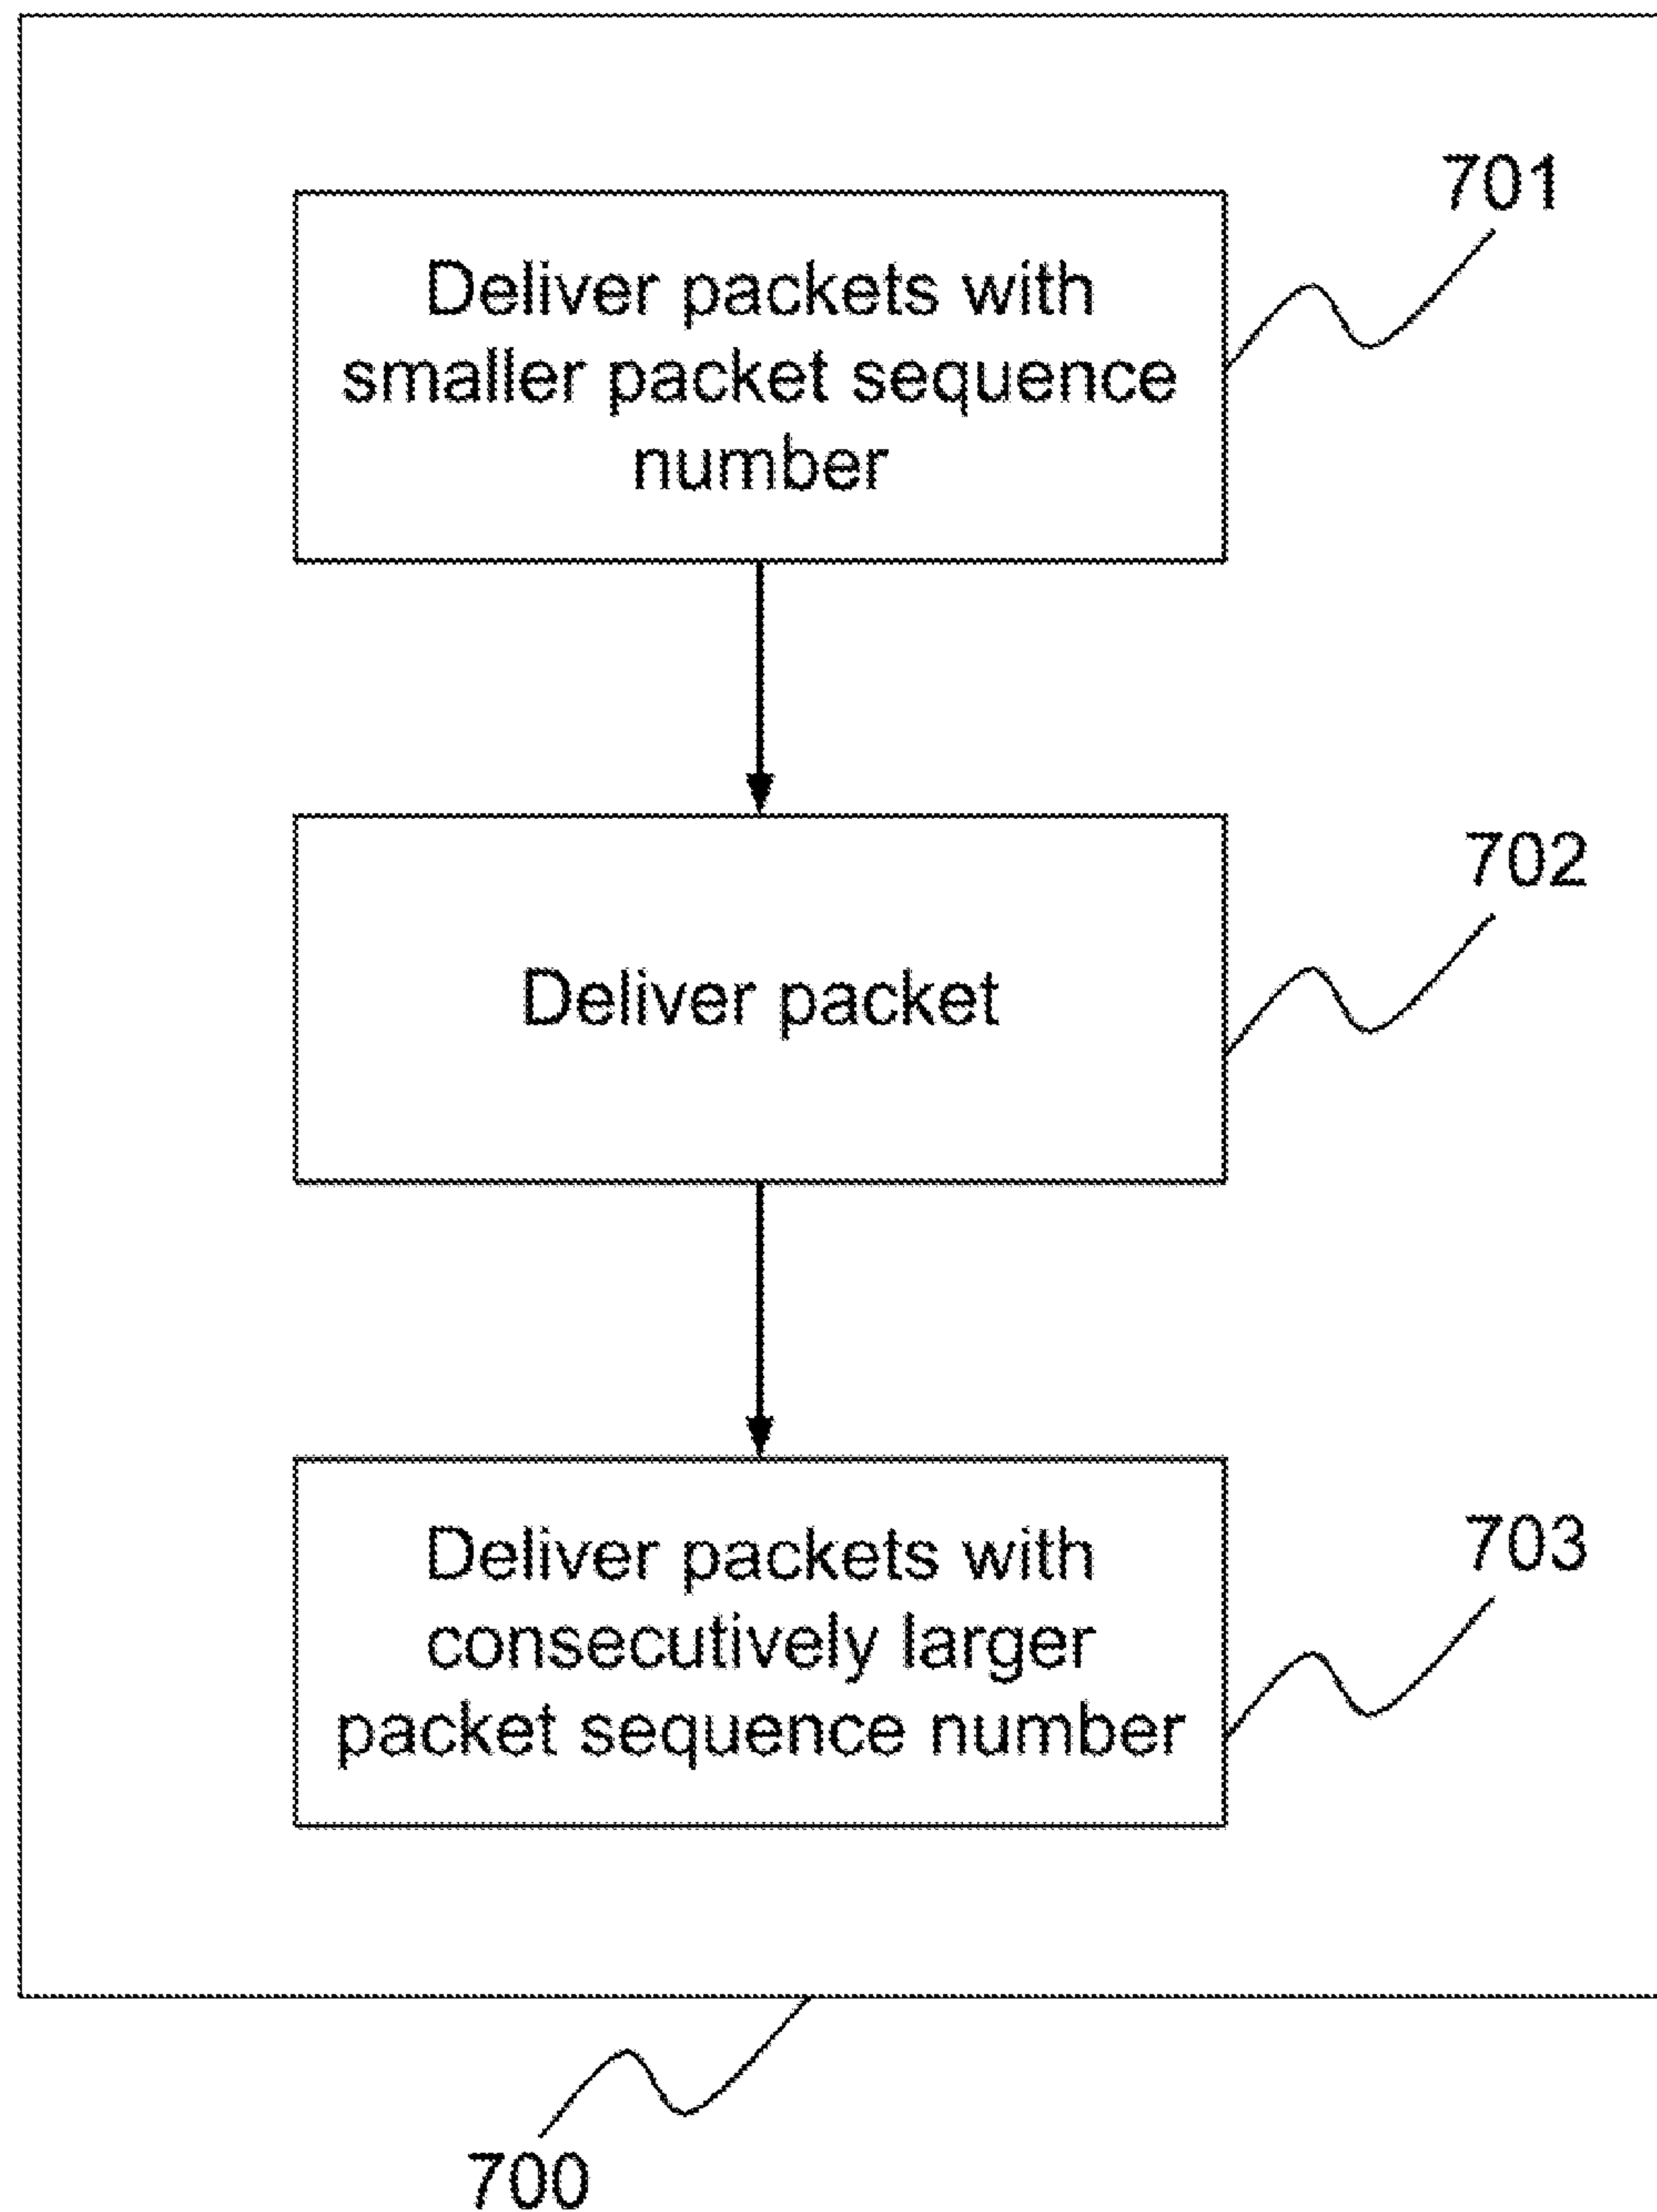 701
Deliver packets with
smaller packet sequence
number
702
Deliver packet
703
Deliver packets with
consecutively larger
packet sequence number
700